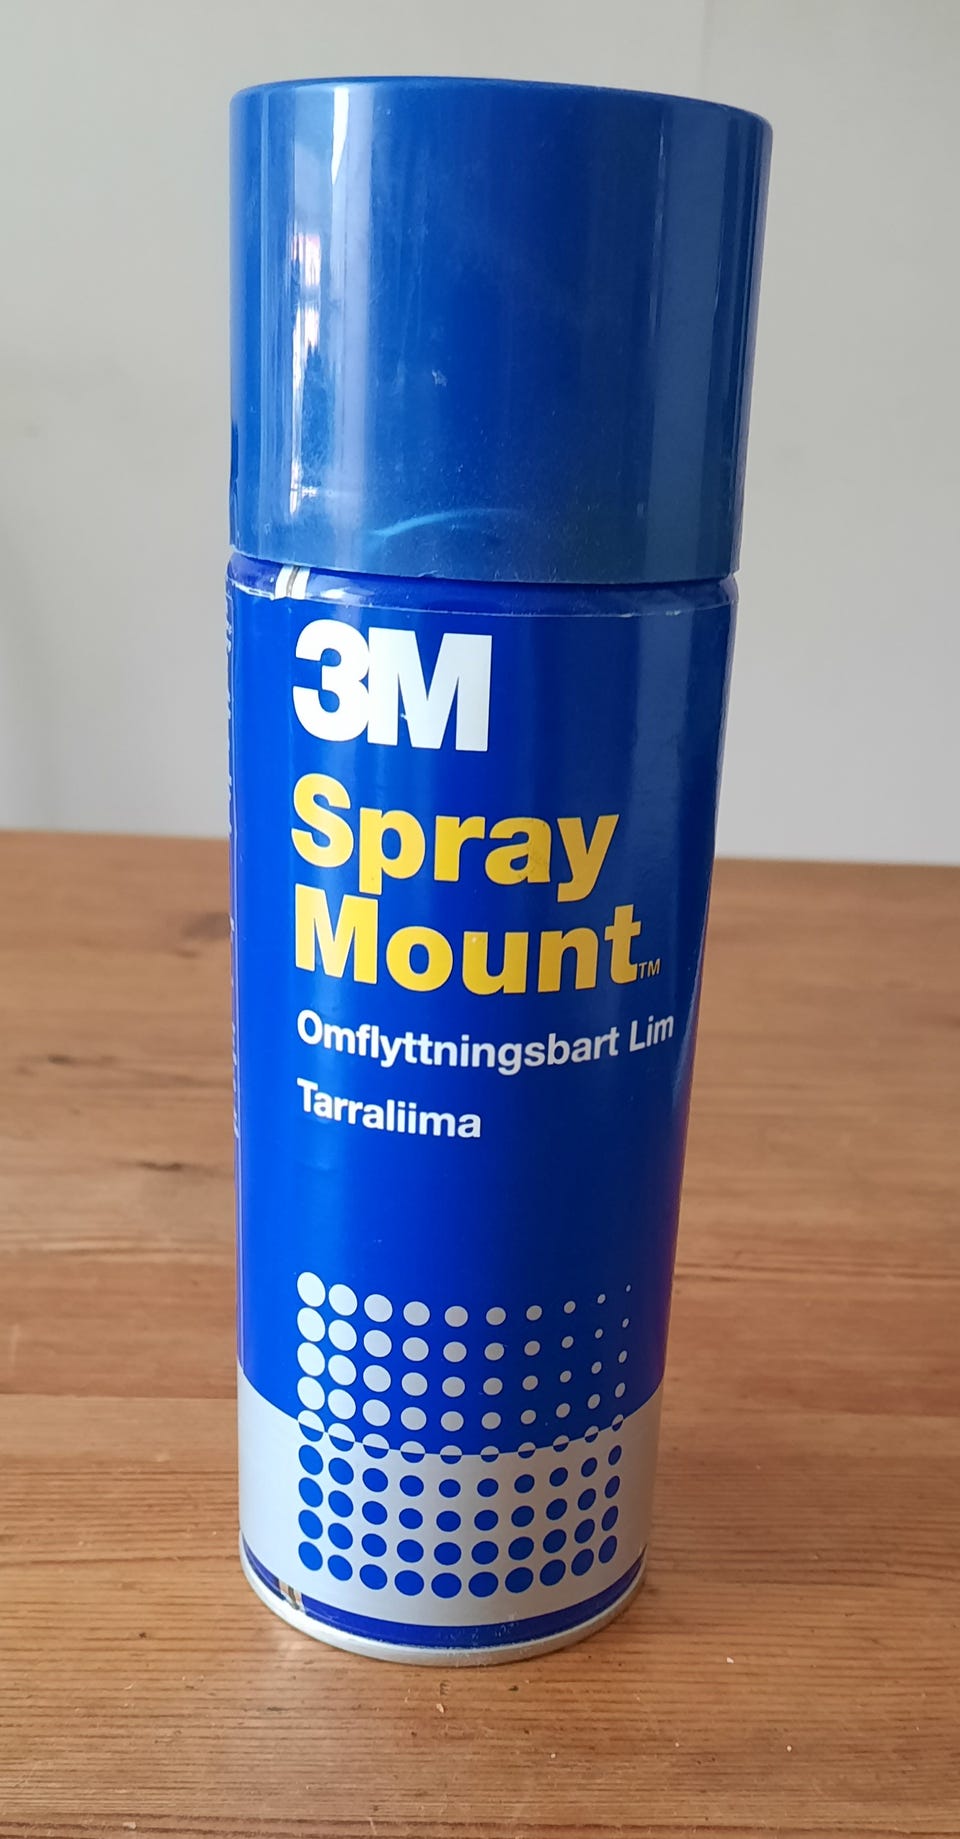 3M
Spray
Mount™
Omflyttningsbart Lim
Tarraliima